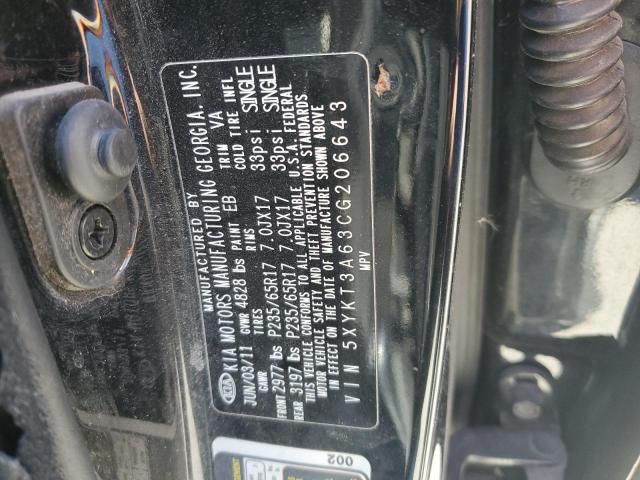 MANUFACTURED BY
KIA KIA MOTORS MANUFACTURING GEORGIA, INC.
JUN/03/11 GVWR 4828 lbs PAINT EB TRIM VA
GAWR TIRES RIMS COLD TIRE INFL
FRONT 2977 lbs P235/65R17 7.0JX17 33psi SINGLE
REAR 3197 lbs P235/65R17 7.0JX17 33psi SINGLE
THIS VEHICLE CONFORMS TO ALL APPLICABLE U.S.A. FEDERAL
MOTOR VEHICLE SAFETY AND THEFT PREVENTION STANDARDS
IN EFFECT ON THE DATE OF MANUFACTURE SHOWN ABOVE
VIN 5XYKT3A63CG206643
MPV
002